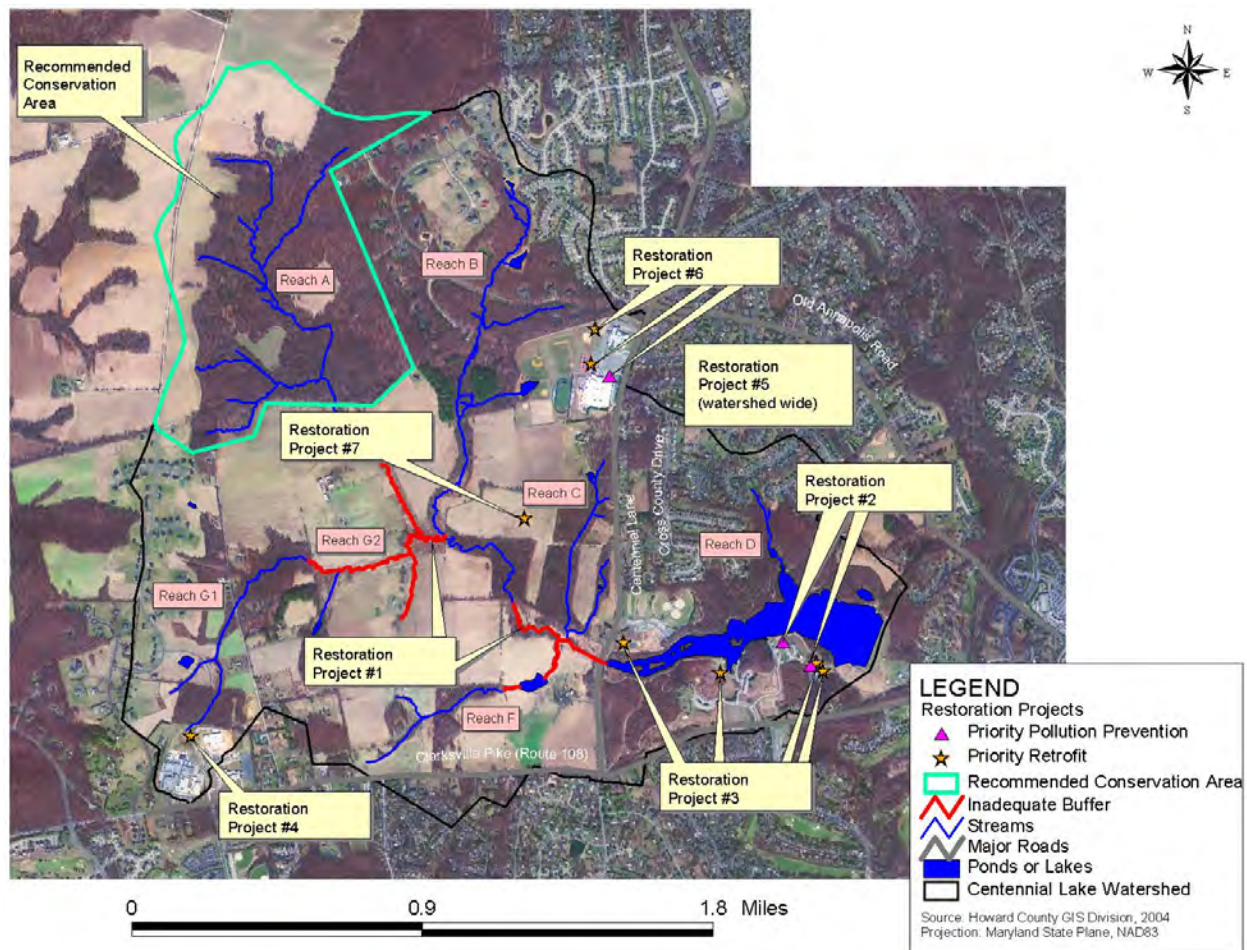 Recommended
Conservation
Area
N
W
E
S
Reach B
Restoration
Project #6
Reach A
Old Annapolis Road
Restoration
Project #5
(watershed wide)
Restoration
Project #7
Centennial Lane
Cross County Drive
Restoration
Project #2
Reach C
Reach G2
Reach D
Reach G1
Restoration
Project #1
Reach F
Clarksville Pike (Route 108)
Restoration
Project #3
Restoration
Project #4
LEGEND
Restoration Projects
Priority Pollution Prevention
Priority Retrofit
Recommended Conservation Area
Inadequate Buffer
Streams
Major Roads
Ponds or Lakes
Centennial Lake Watershed
Source: Howard County GIS Division, 2004
Projection: Maryland State Plane, NAD83
0 0.9 1.8 Miles